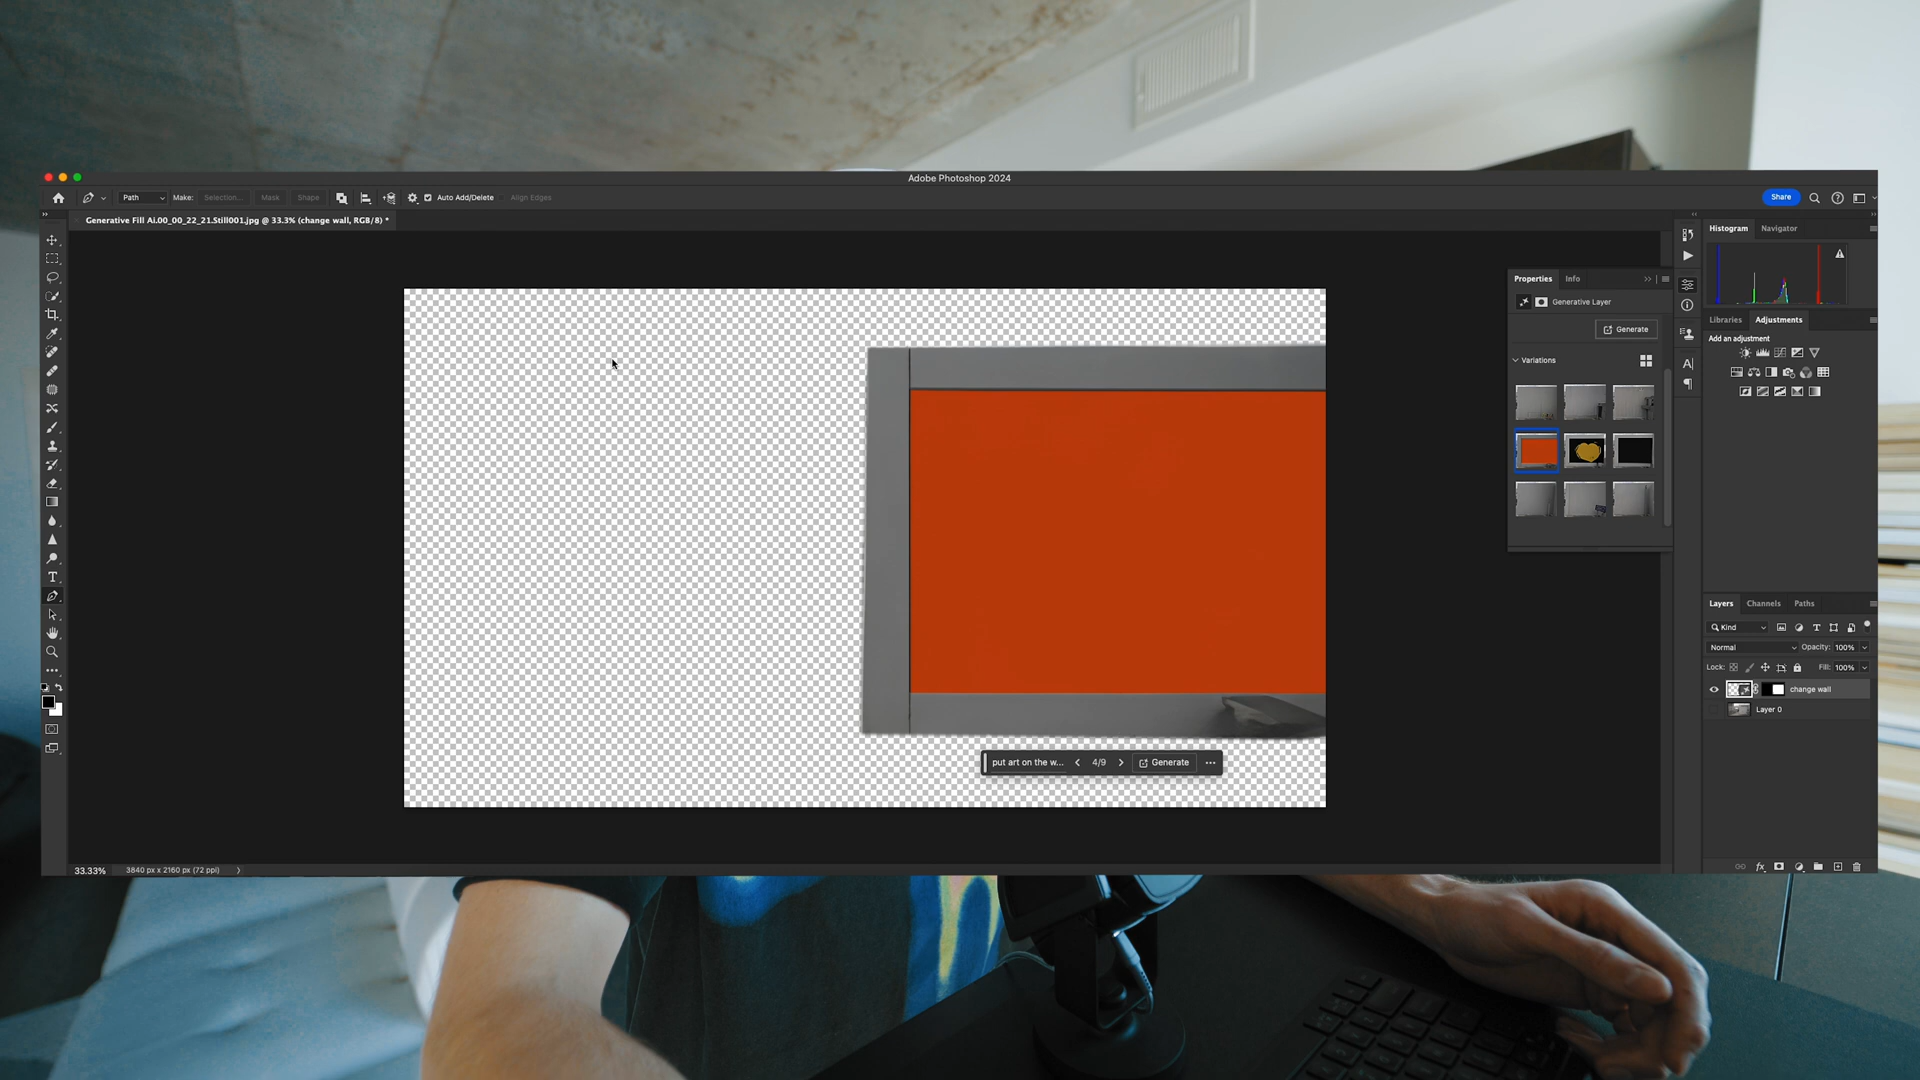 Adobe Photoshop 2024
Path
Make:
Selection...
Mask
Shape
Auto Add/Delete
Align Edges
Share
Generative Fill Ai.00_00_22_21.Still001.jpg @ 33.3% (change wall, RGB/8) *
Histogram
Navigator
Properties
Info
Generative Layer
Generate
Variations
Libraries
Adjustments
Add an adjustment
Layers
Channels
Paths
Kind
Normal
Opacity: 100%
Lock:
Fill: 100%
change wall
Layer 0
put art on the w...
4/9
Generate
33.33%
3840 px x 2160 px (72 ppi)